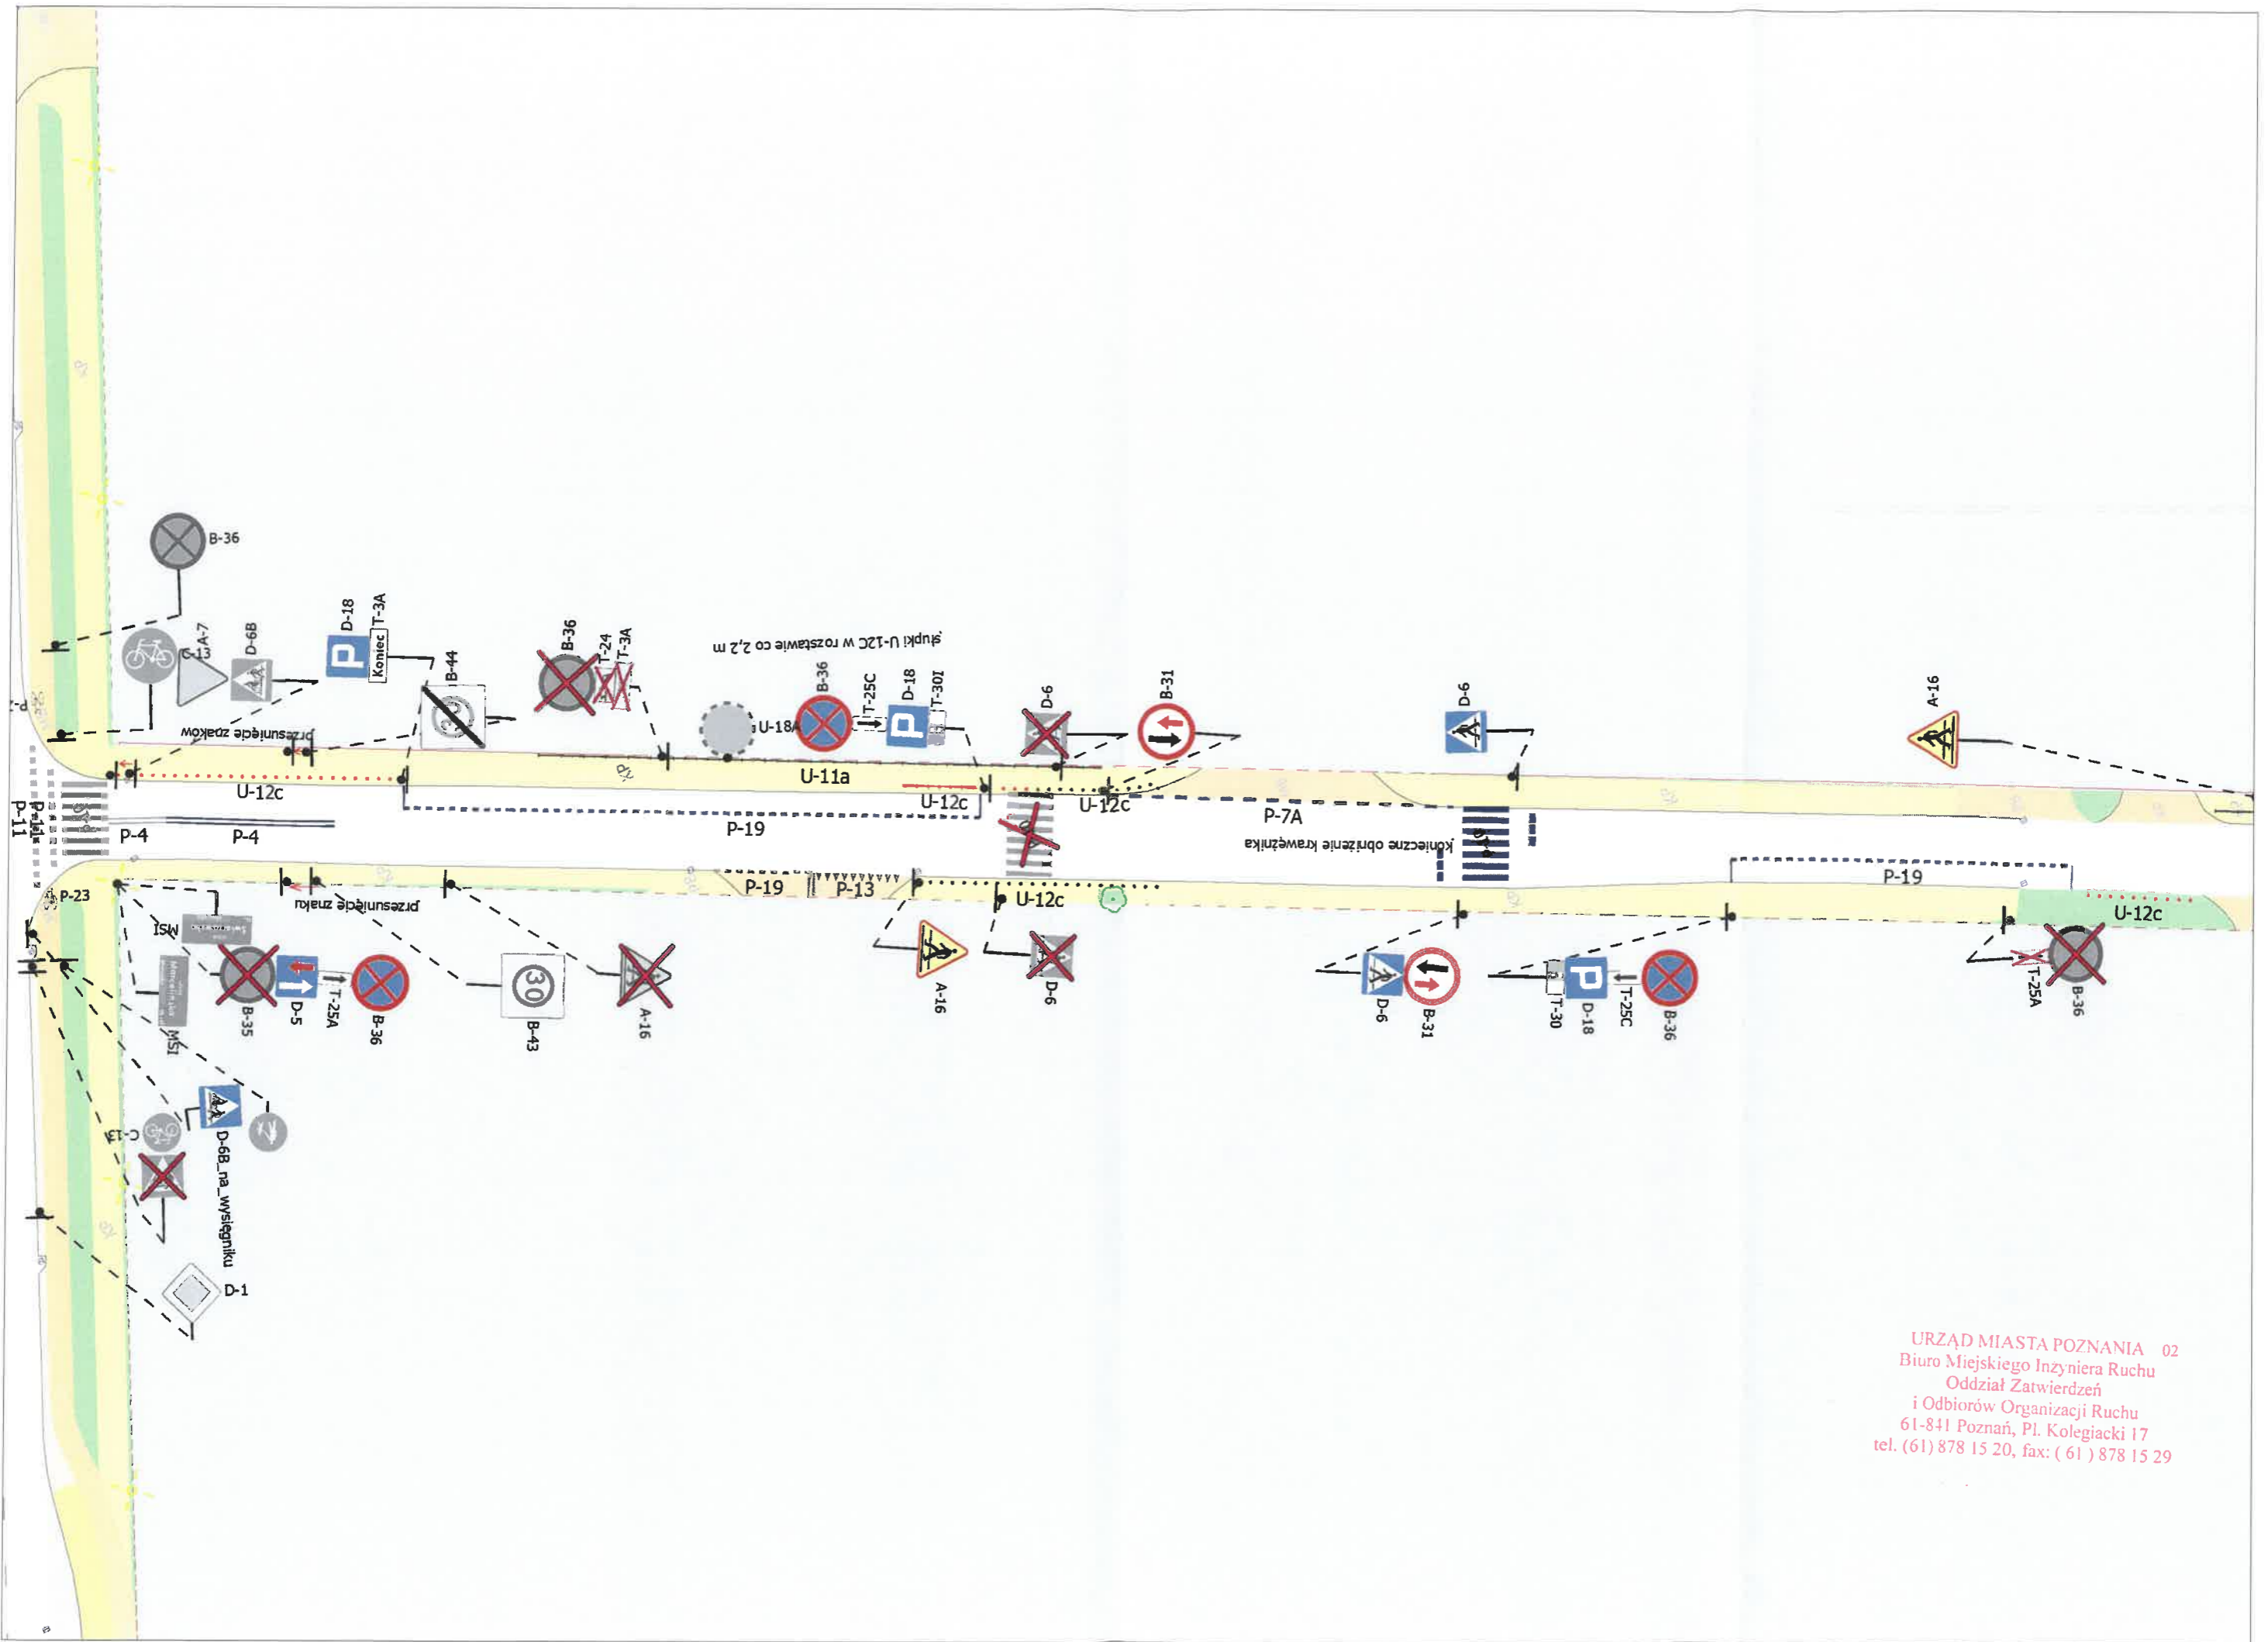 B-36
C-13
A-7
D-6B
D-18
T-3A
Koniec
B-44
B-36
T-24
T-3A
słupki U-12C w rozstawie co 2,2 m
U-18A
B-36
T-25C
D-18
T-30I
D-6
B-31
D-6
A-16
P
P
przesunięcie znaków
U-12c
U-11a
U-12c
U-12c
P-11
P-4
P-4
P-19
P-7A
konieczne obniżenie krawężnika
P-19
P-23
P-19
P-13
U-12c
U-12c
przesunięcie znaku
MSI
MSI
B-35
D-5
T-25A
B-36
30
B-43
A-16
A-16
D-6
D-6
B-31
T-30
P
D-18
T-25C
B-36
T-25A
B-36
C-13
D-6B_na_wysięgniku
D-1
URZĄD MIASTA POZNANIA 02
Biuro Miejskiego Inżyniera Ruchu
Oddział Zatwierdzeń
i Odbiorów Organizacji Ruchu
61-841 Poznań, Pl. Kolegiacki 17
tel. (61) 878 15 20, fax: ( 61 ) 878 15 29